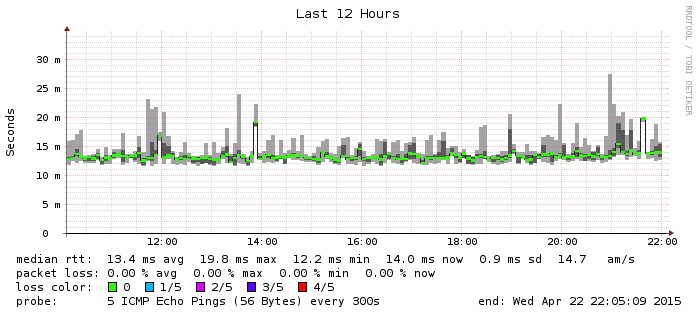 Last 12 Hours
RRDTOOL / TOBI OETIKER
Seconds
30 m
25 m
20 m
15 m
10 m
5 m
0
12:00 14:00 16:00 18:00 20:00 22:00
median rtt: 13.4 ms avg 19.8 ms max 12.2 ms min 14.0 ms now 0.9 ms sd 14.7 am/s
packet loss: 0.00 % avg 0.00 % max 0.00 % min 0.00 % now
loss color: 0 1/5 2/5 3/5 4/5
probe: 5 ICMP Echo Pings (56 Bytes) every 300s end: Wed Apr 22 22:05:09 2015